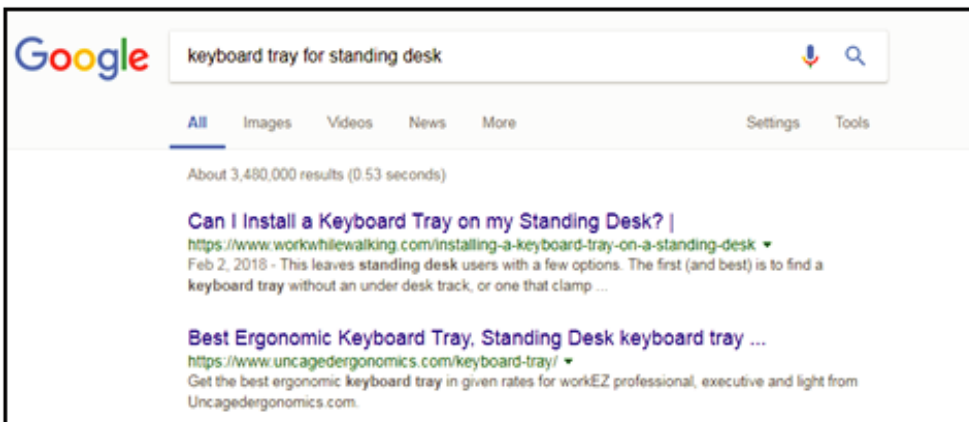 Google
keyboard tray for standing desk
All Images Videos News More Settings Tools
About 3,480,000 results (0.53 seconds)
Can I Install a Keyboard Tray on my Standing Desk? |
https://www.workwhilewalking.com/installing-a-keyboard-tray-on-a-standing-desk
Feb 2, 2018 - This leaves standing desk users with a few options. The first (and best) is to find a
keyboard tray without an under desk track, or one that clamp ...
Best Ergonomic Keyboard Tray, Standing Desk keyboard tray ...
https://www.uncagedergonomics.com/keyboard-tray/
Get the best ergonomic keyboard tray in given rates for workEZ professional, executive and light from
Uncagedergonomics.com.